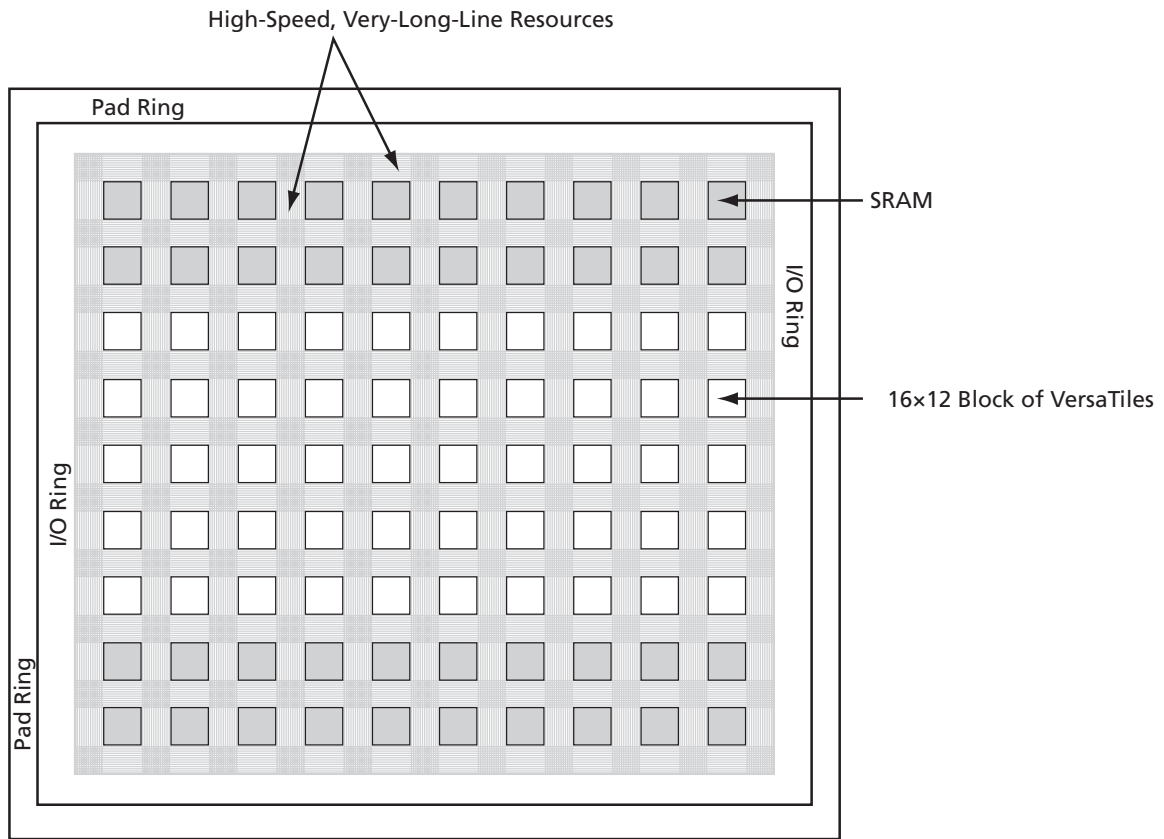 High-Speed, Very-Long-Line Resources
Pad Ring
SRAM
I/O Ring
16×12 Block of VersaTiles
I/O Ring
Pad Ring